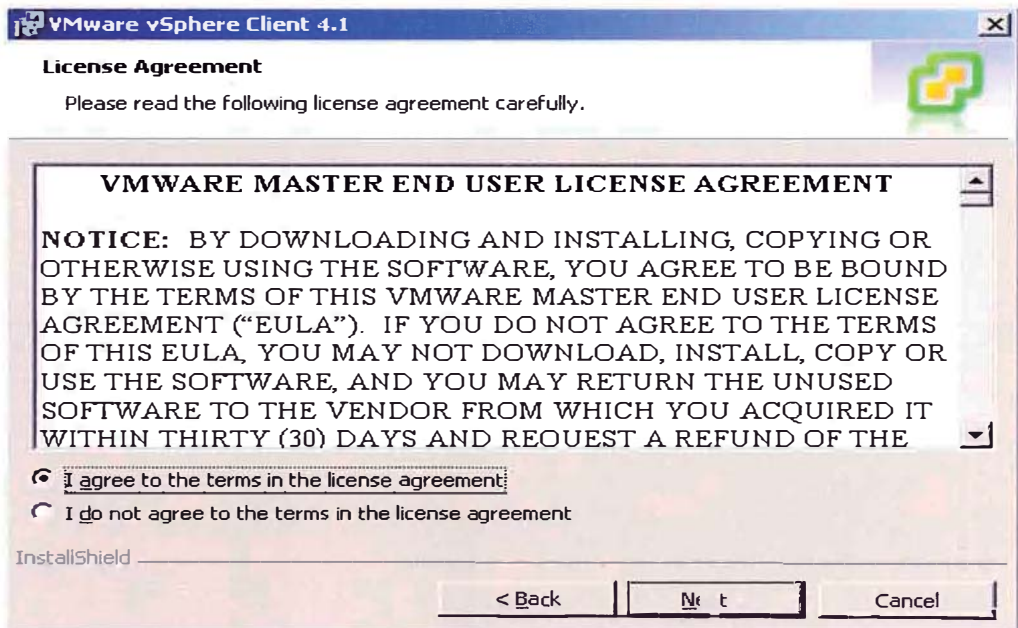 VMware vSphere Client 4.1
License Agreement
Please read the following license agreement carefully.
VMWARE MASTER END USER LICENSE AGREEMENT
NOTICE: BY DOWNLOADING AND INSTALLING, COPYING OR
OTHERWISE USING THE SOFTWARE, YOU AGREE TO BE BOUND
BY THE TERMS OF THIS VMWARE MASTER END USER LICENSE
AGREEMENT (“EULA”). IF YOU DO NOT AGREE TO THE TERMS
OF THIS EULA, YOU MAY NOT DOWNLOAD, INSTALL, COPY OR
USE THE SOFTWARE, AND YOU MAY RETURN THE UNUSED
SOFTWARE TO THE VENDOR FROM WHICH YOU ACQUIRED IT
WITHIN THIRTY (30) DAYS AND REQUEST A REFUND OF THE
I agree to the terms in the license agreement
I do not agree to the terms in the license agreement
InstallShield
< Back Cancel